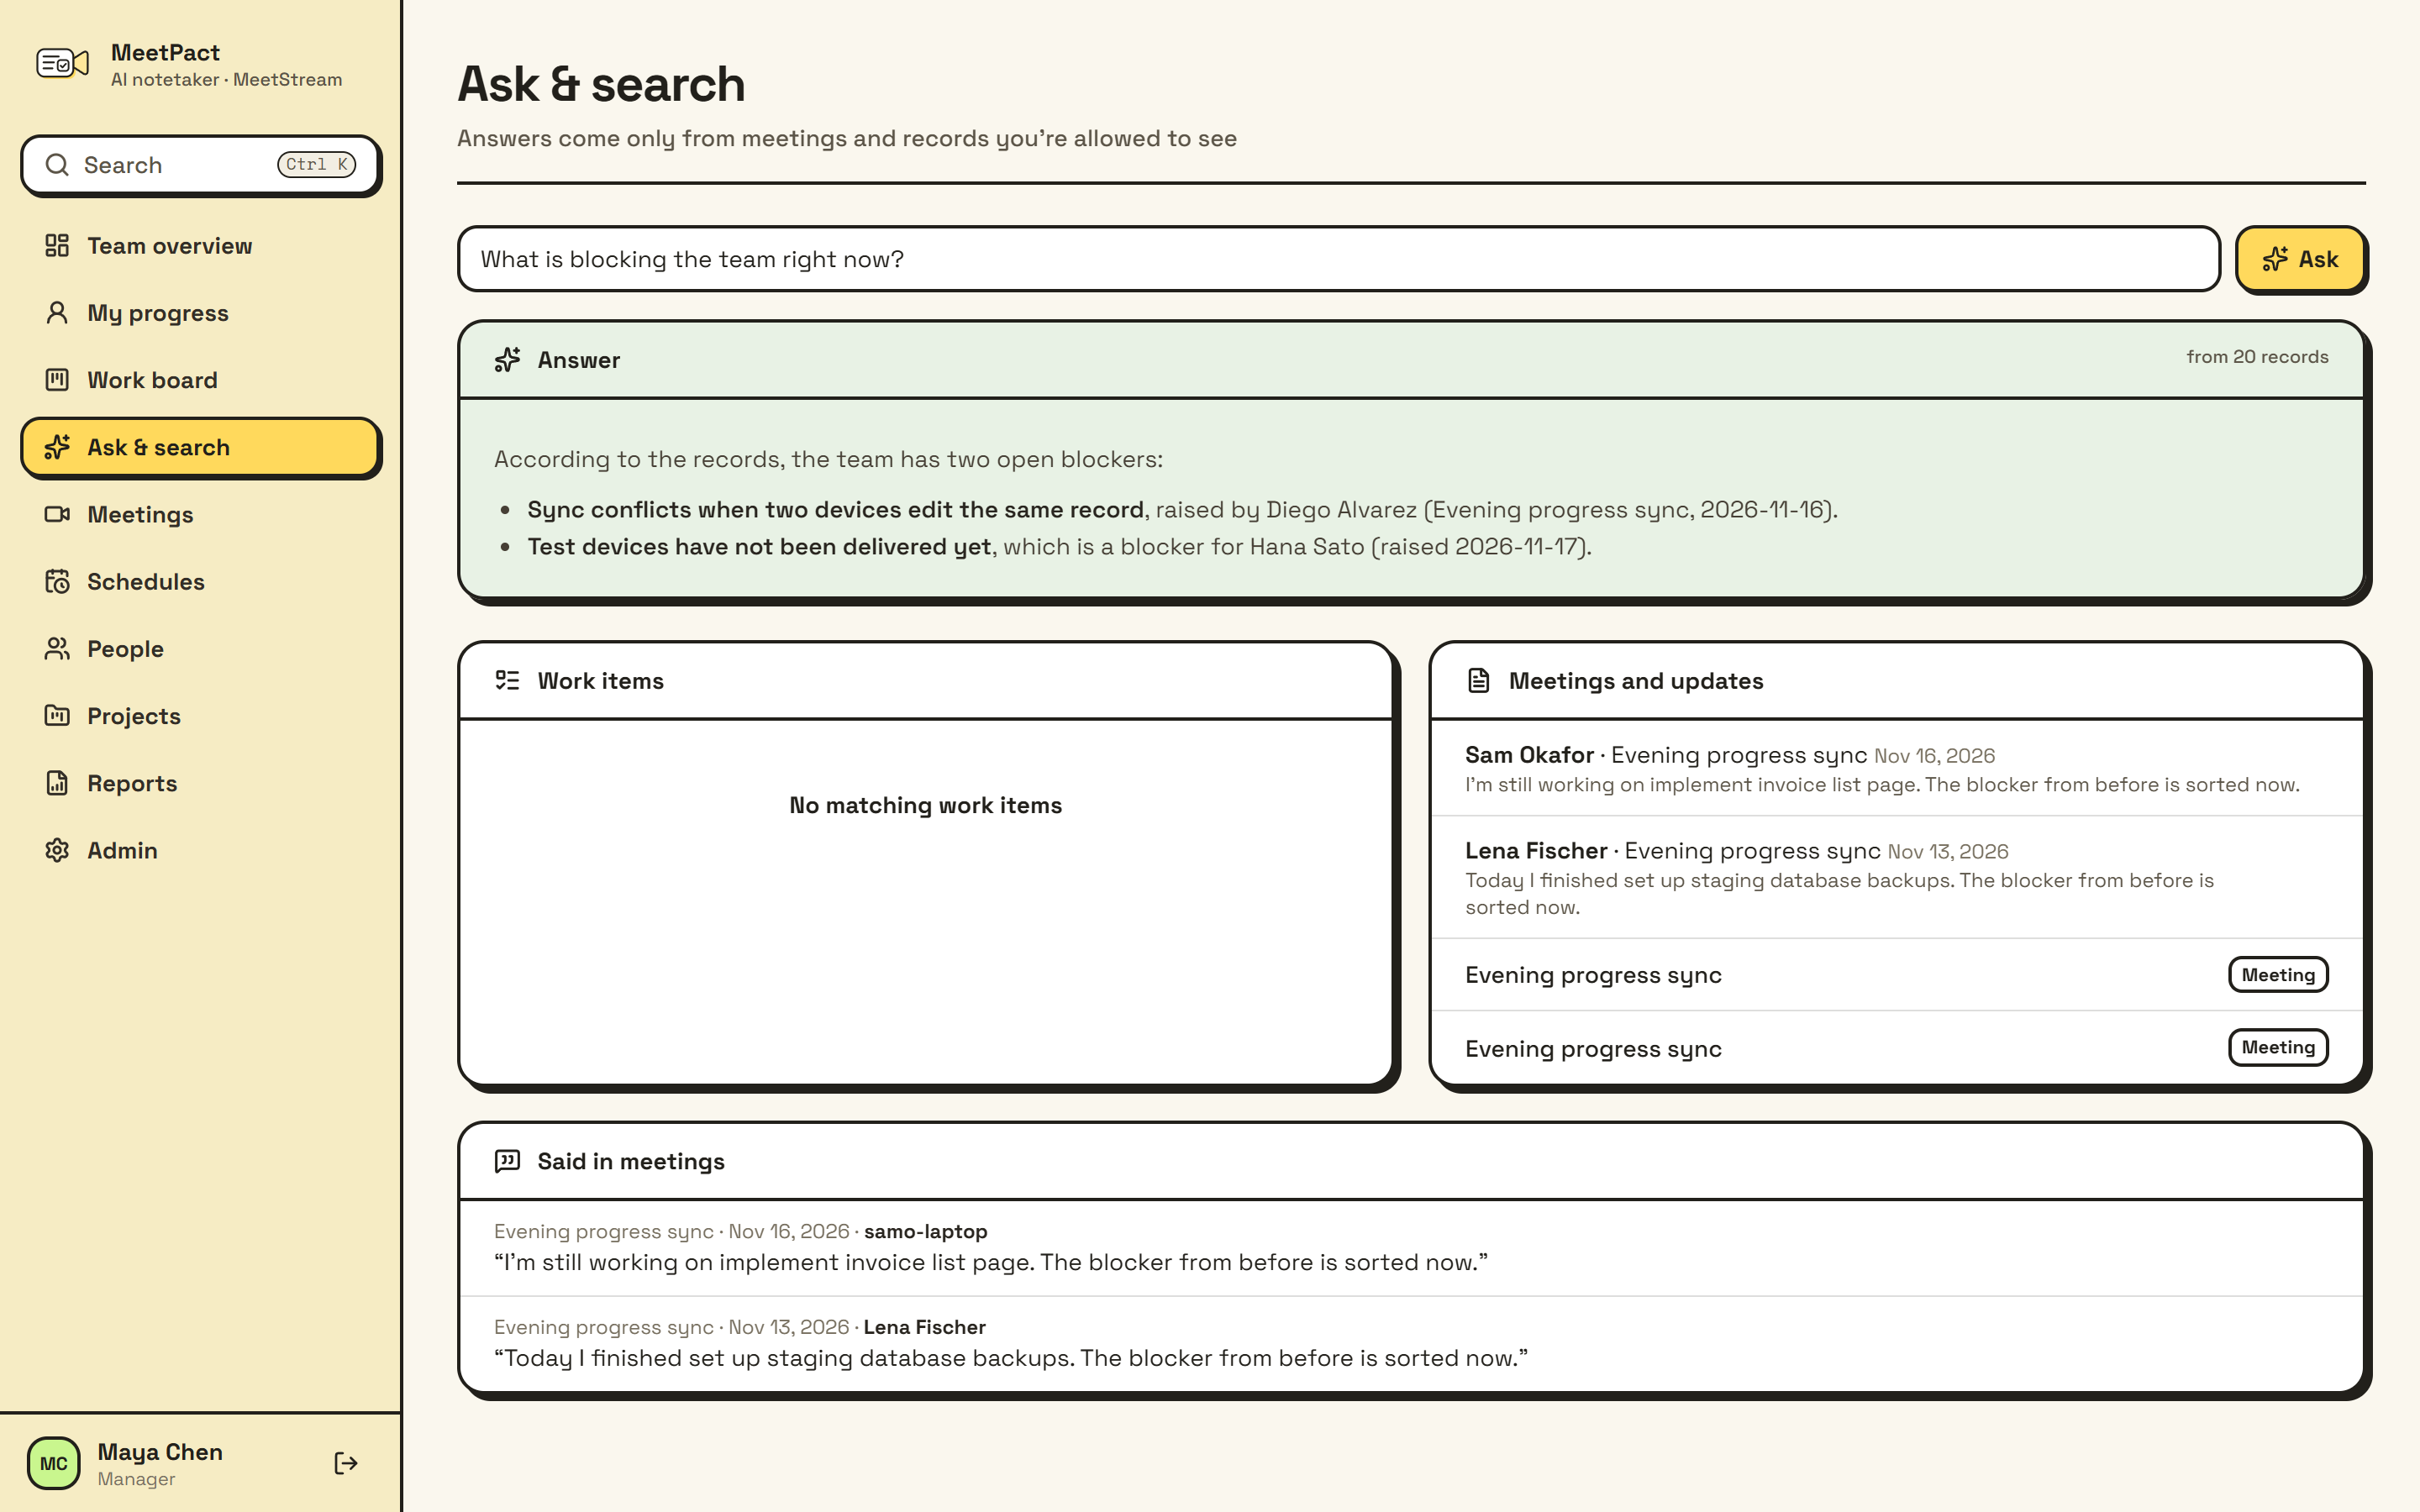 MeetPact
AI notetaker · MeetStream
Search
Ctrl K
Team overview
My progress
Work board
Ask & search
Meetings
Schedules
People
Projects
Reports
Admin
MC
Maya Chen
Manager
Ask & search
Answers come only from meetings and records you’re allowed to see
What is blocking the team right now?
Ask
Answer
from 20 records
According to the records, the team has two open blockers:
• Sync conflicts when two devices edit the same record, raised by Diego Alvarez (Evening progress sync, 2026-11-16).
• Test devices have not been delivered yet, which is a blocker for Hana Sato (raised 2026-11-17).
Work items
No matching work items
Meetings and updates
Sam Okafor · Evening progress sync Nov 16, 2026
I’m still working on implement invoice list page. The blocker from before is sorted now.
Lena Fischer · Evening progress sync Nov 13, 2026
Today I finished set up staging database backups. The blocker from before is
sorted now.
Evening progress sync
Meeting
Evening progress sync
Meeting
Said in meetings
Evening progress sync · Nov 16, 2026 · samo-laptop
“I’m still working on implement invoice list page. The blocker from before is sorted now.”
Evening progress sync · Nov 13, 2026 · Lena Fischer
“Today I finished set up staging database backups. The blocker from before is sorted now.”